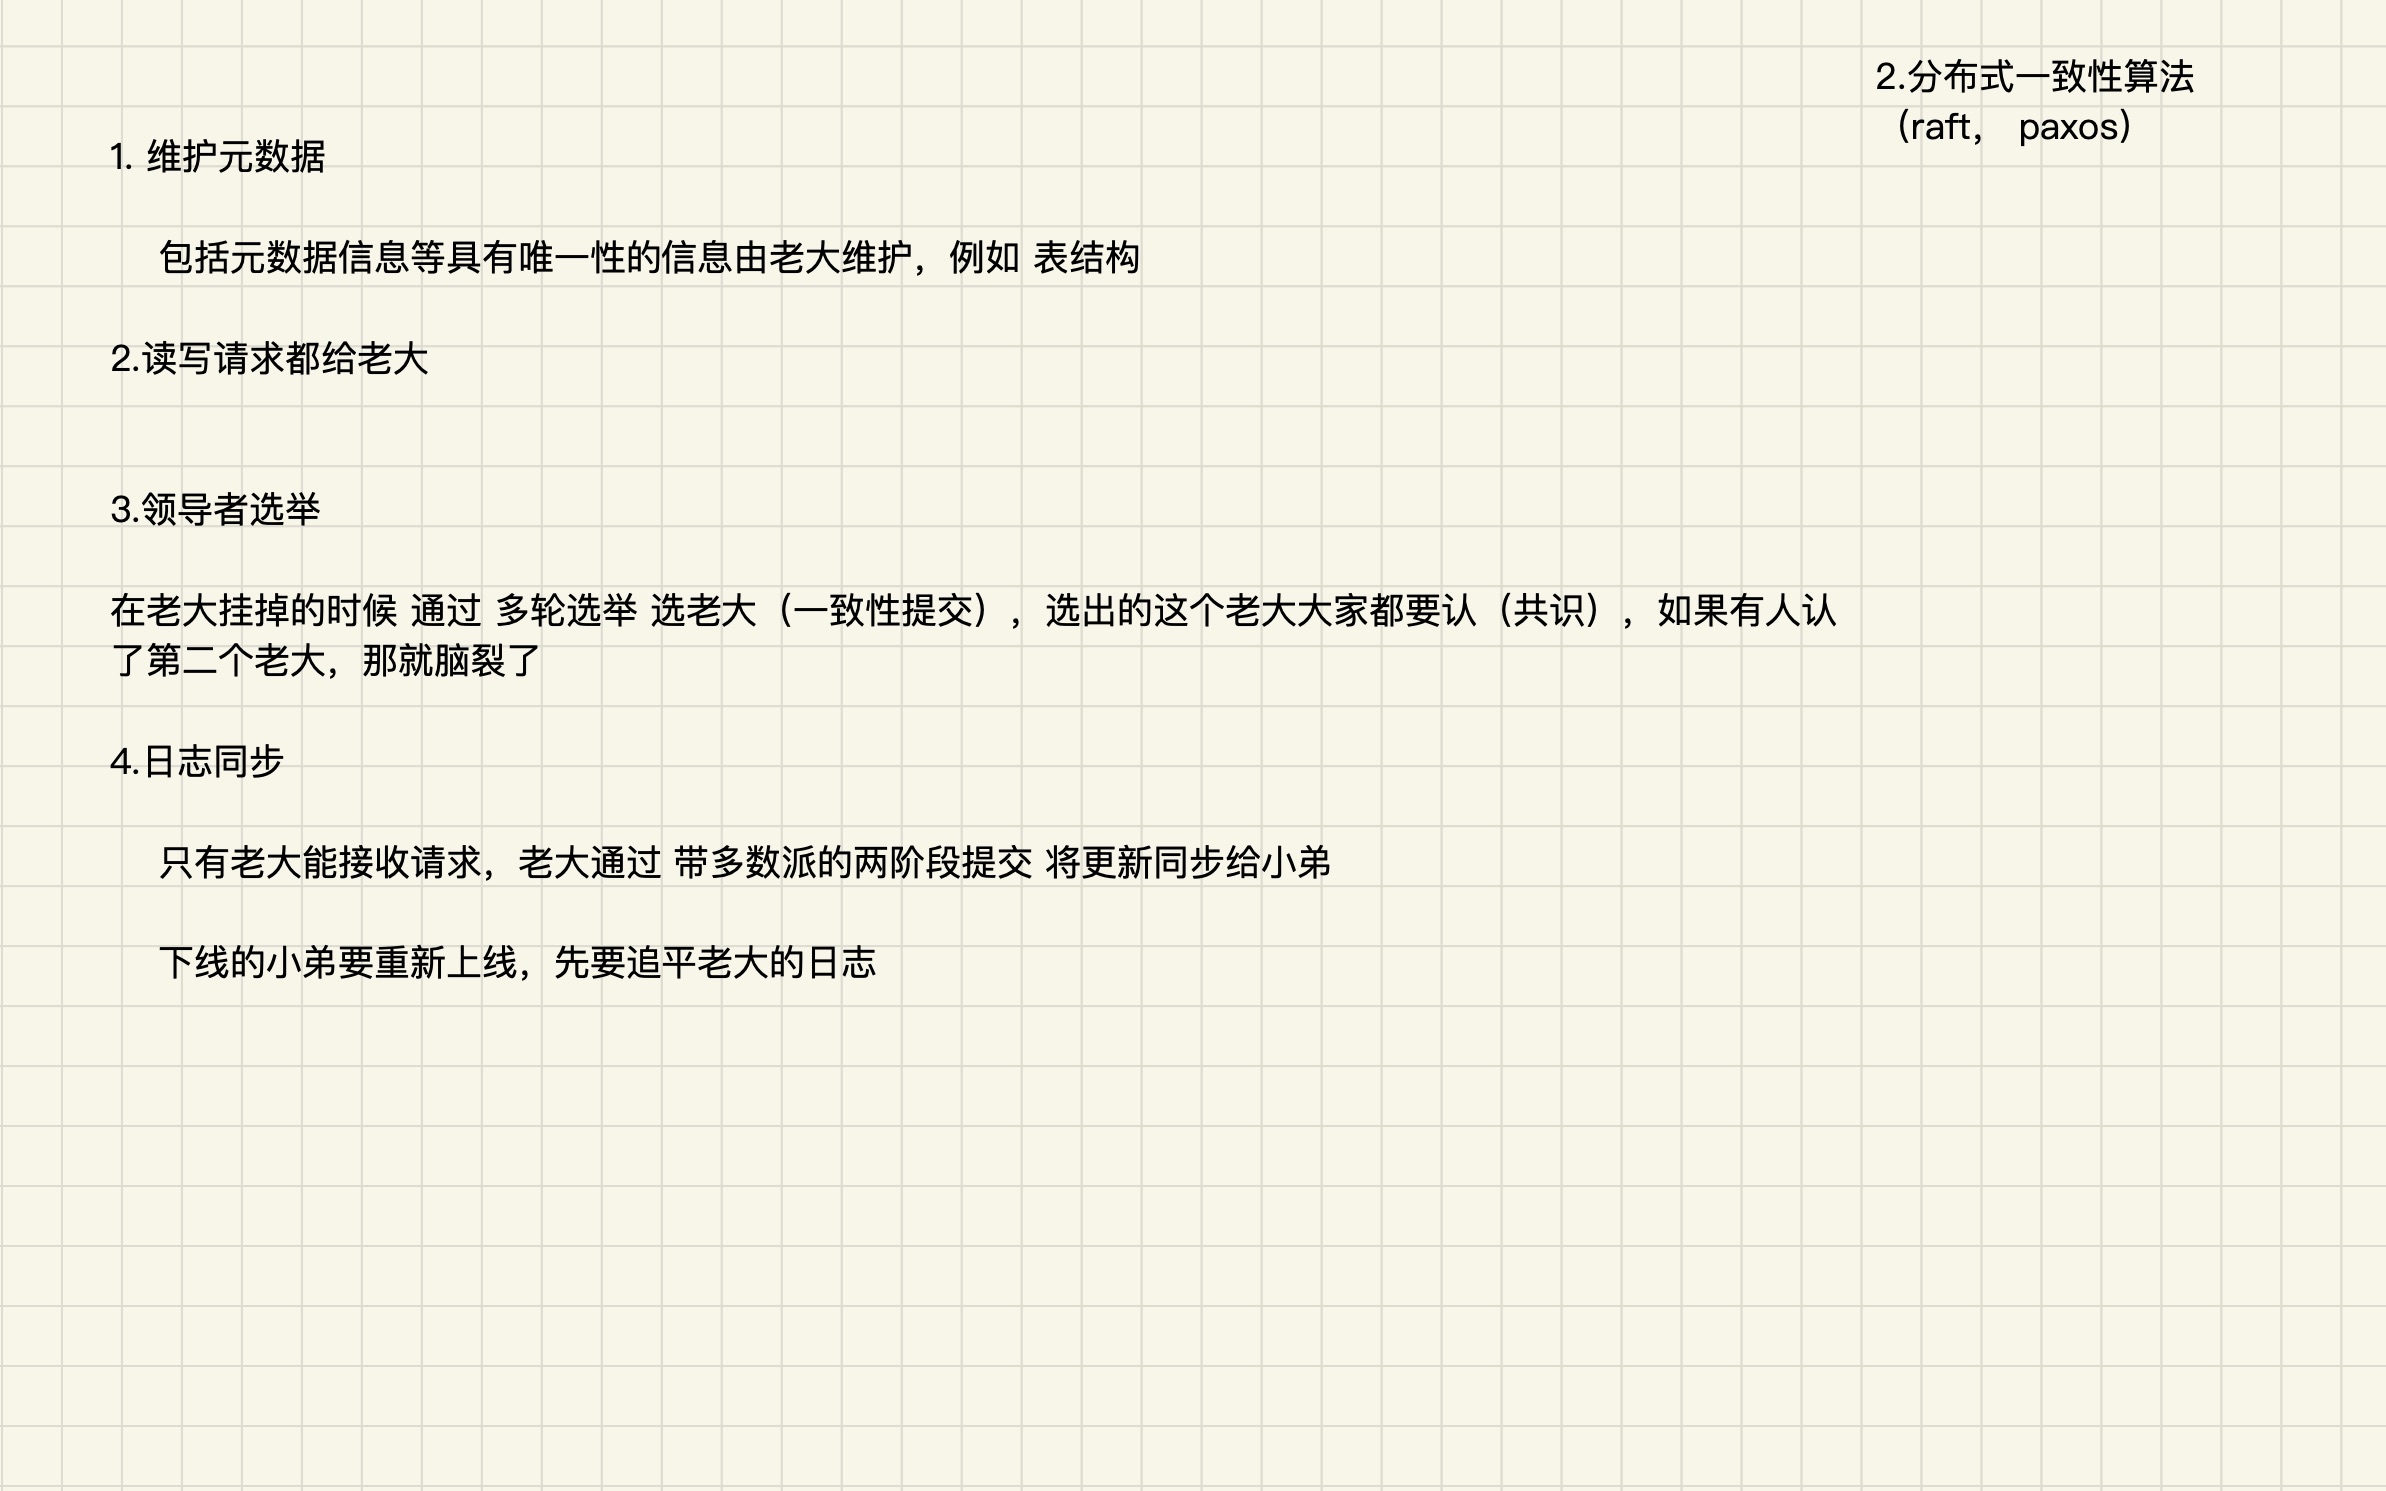 2.分布式一致性算法
（raft， paxos）
1. 维护元数据
包括元数据信息等具有唯一性的信息由老大维护，例如 表结构
2.读写请求都给老大
3.领导者选举
在老大挂掉的时候 通过 多轮选举 选老大（一致性提交），选出的这个老大大家都要认（共识），如果有人认
了第二个老大，那就脑裂了
4.日志同步
只有老大能接收请求，老大通过 带多数派的两阶段提交 将更新同步给小弟
下线的小弟要重新上线，先要追平老大的日志